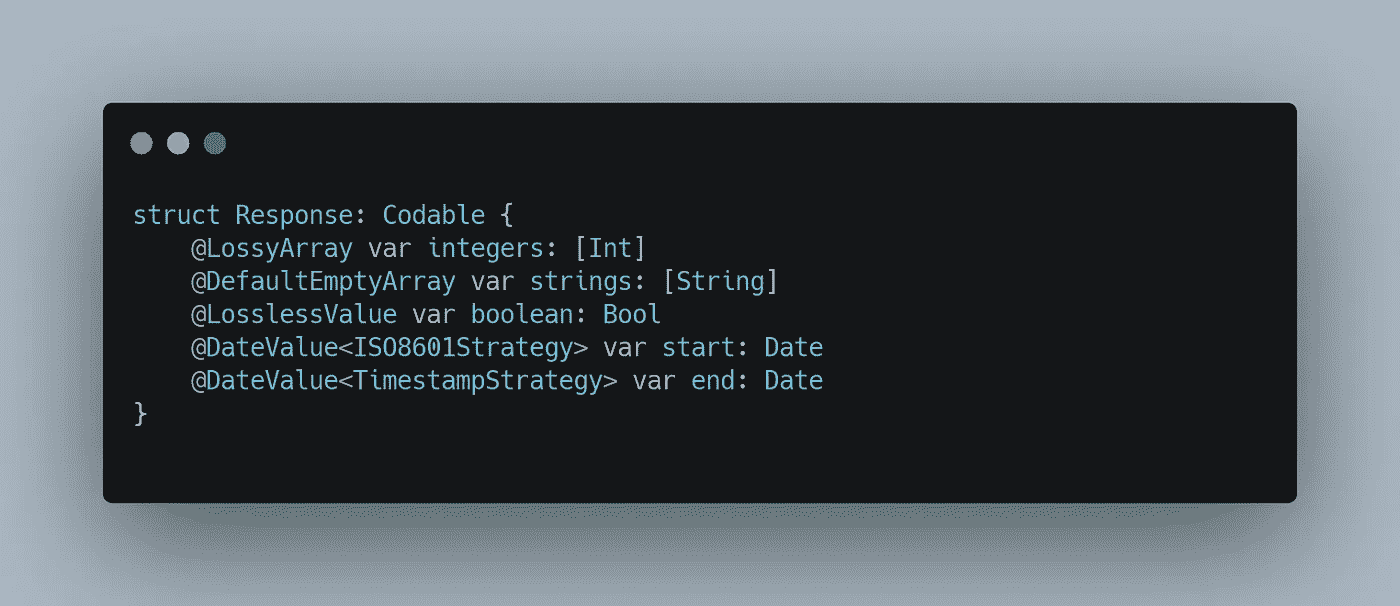 struct Response: Codable {
    @LossyArray var integers: [Int]
    @DefaultEmptyArray var strings: [String]
    @LosslessValue var boolean: Bool
    @DateValue<ISO8601Strategy> var start: Date
    @DateValue<TimestampStrategy> var end: Date
}